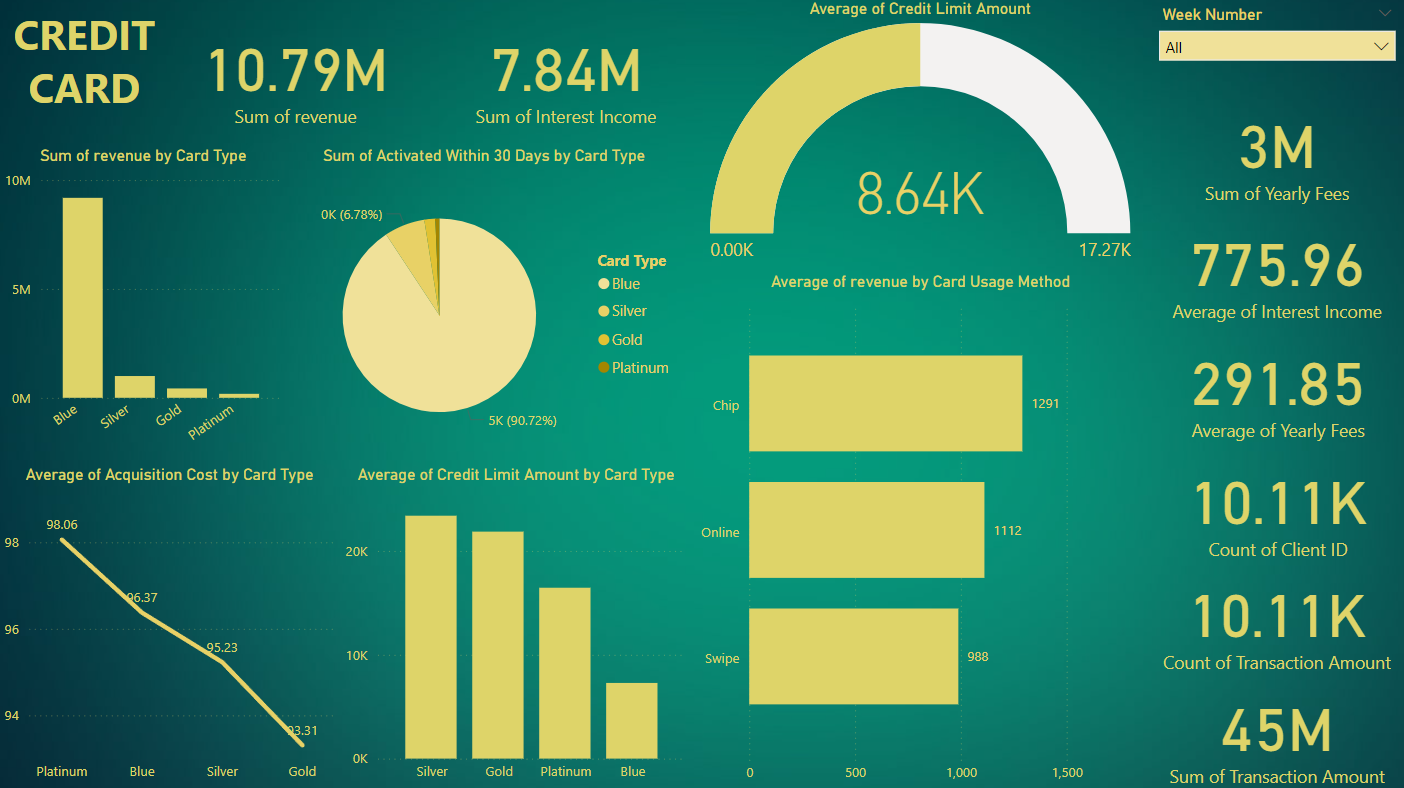 CREDIT
CARD
10.79M
Sum of revenue
7.84M
Sum of Interest Income
Average of Credit Limit Amount
8.64K
0.00K
17.27K
Week Number
All
Sum of revenue by Card Type
10M
5M
0M
Blue
Silver
Gold
Platinum
Sum of Activated Within 30 Days by Card Type
0K (6.78%)
5K (90.72%)
Card Type
Blue
Silver
Gold
Platinum
Average of revenue by Card Usage Method
Chip
1291
Online
1112
Swipe
988
0
500
1,000
1,500
3M
Sum of Yearly Fees
775.96
Average of Interest Income
291.85
Average of Yearly Fees
10.11K
Count of Client ID
10.11K
Count of Transaction Amount
45M
Sum of Transaction Amount
Average of Acquisition Cost by Card Type
98.06
98
96.37
96
95.23
94
93.31
Platinum
Blue
Silver
Gold
Average of Credit Limit Amount by Card Type
20K
10K
0K
Silver
Gold
Platinum
Blue